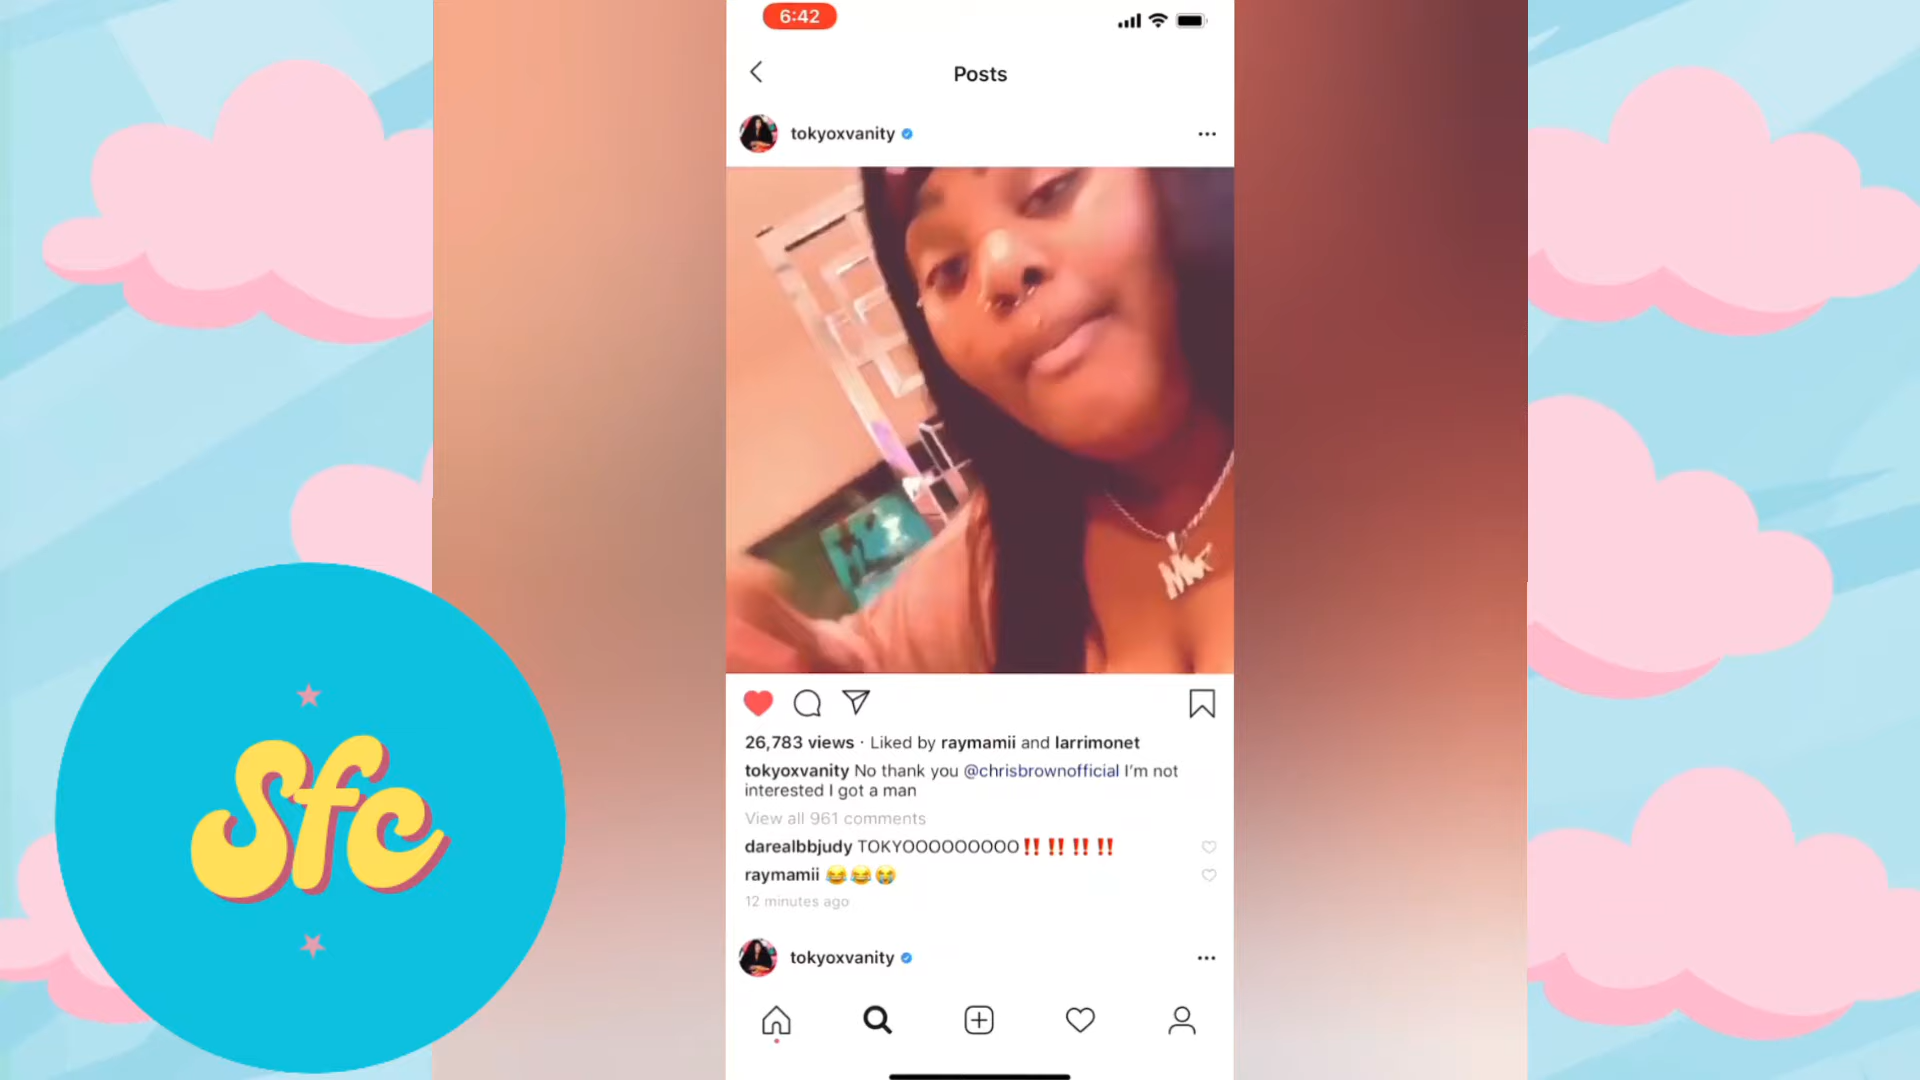 6:42
Posts
tokyoxvanity
26,783 views · Liked by raymamii and larrimonet
tokyoxvanity No thank you @chrisbrownofficial I’m not
interested I got a man
View all 961 comments
darealbbjudy TOKYOOOOOOOOO‼️‼️‼️‼️
raymamii 😂😂😭
12 minutes ago
tokyoxvanity
Sfc